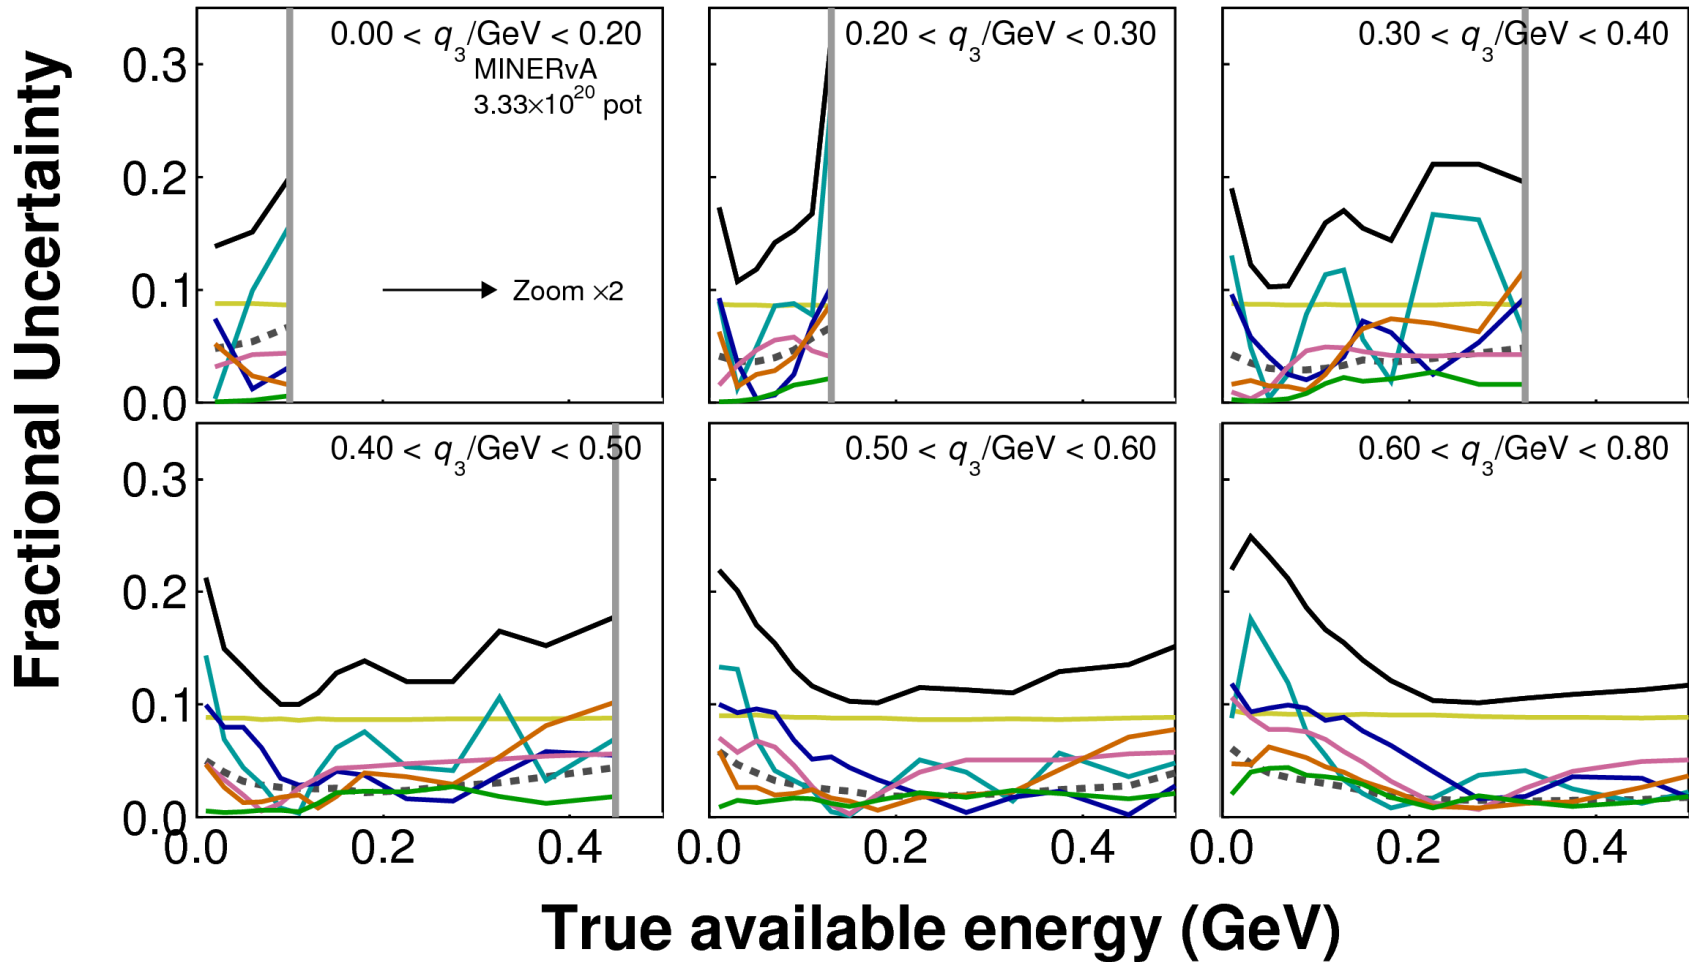 Fractional Uncertainty
0.00 < q₃/GeV < 0.20
MINERvA
3.33×10²⁰ pot
Zoom ×2
0.3
0.2
0.1
0.0
0.20 < q₃/GeV < 0.30
0.30 < q₃/GeV < 0.40
0.40 < q₃/GeV < 0.50
0.3
0.2
0.1
0.0
0.50 < q₃/GeV < 0.60
0.60 < q₃/GeV < 0.80
0.0 0.2 0.4
0.0 0.2 0.4
0.0 0.2 0.4
True available energy (GeV)